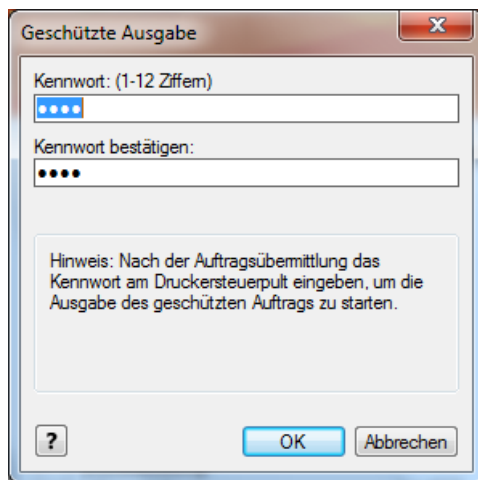 Geschützte Ausgabe
Kennwort: (1-12 Ziffern)
●●●●
Kennwort bestätigen:
●●●●
Hinweis: Nach der Auftragsübermittlung das
Kennwort am Druckersteuerpult eingeben, um die
Ausgabe des geschützten Auftrags zu starten.
? OK Abbrechen